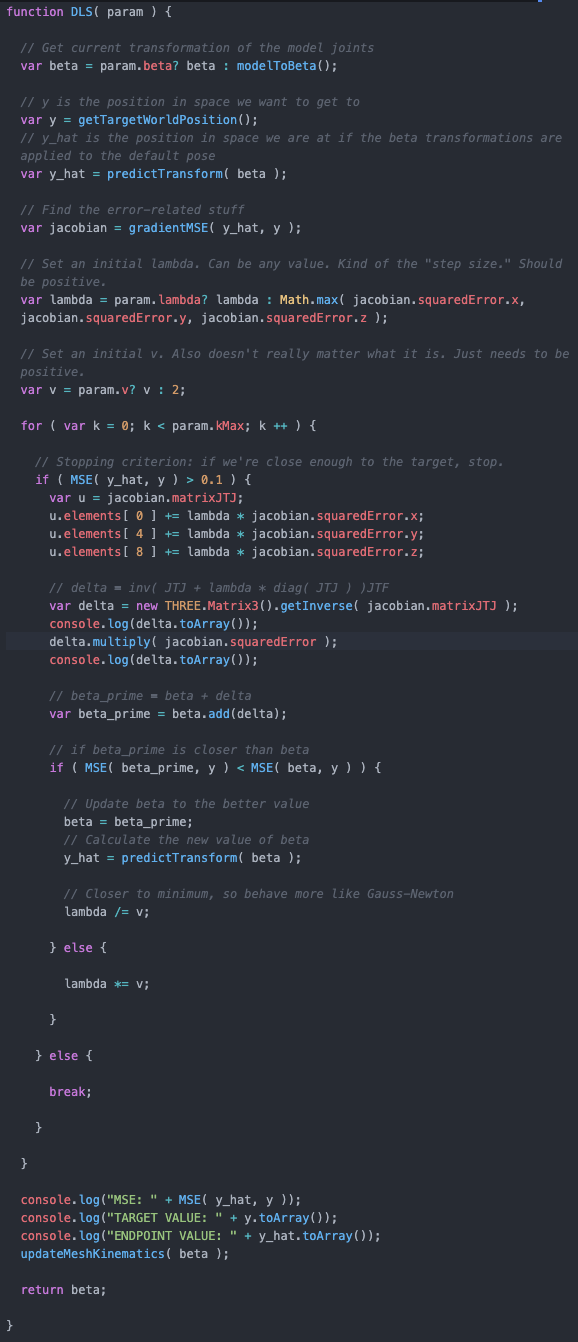 function DLS( param ) {
// Get current transformation of the model joints
var beta = param.beta? beta : modelToBeta();
// y is the position in space we want to get to
var y = getTargetWorldPosition();
// y_hat is the position in space we are at if the beta transformations are
applied to the default pose
var y_hat = predictTransform( beta );
// Find the error-related stuff
var jacobian = gradientMSE( y_hat, y );
// Set an initial lambda. Can be any value. Kind of the "step size." Should
be positive.
var lambda = param.lambda? lambda : Math.max( jacobian.squaredError.x,
jacobian.squaredError.y, jacobian.squaredError.z );
// Set an initial v. Also doesn't really matter what it is. Just needs to be
positive.
var v = param.v? v : 2;
for ( var k = 0; k < param.kMax; k ++ ) {
// Stopping criterion: if we're close enough to the target, stop.
if ( MSE( y_hat, y ) > 0.1 ) {
var u = jacobian.matrixJTJ;
u.elements[ 0 ] += lambda * jacobian.squaredError.x;
u.elements[ 4 ] += lambda * jacobian.squaredError.y;
u.elements[ 8 ] += lambda * jacobian.squaredError.z;
// delta = inv( JTJ + lambda * diag( JTJ ) )JTF
var delta = new THREE.Matrix3().getInverse( jacobian.matrixJTJ );
console.log(delta.toArray());
delta.multiply( jacobian.squaredError );
console.log(delta.toArray());
// beta_prime = beta + delta
var beta_prime = beta.add(delta);
// if beta_prime is closer than beta
if ( MSE( beta_prime, y ) < MSE( beta, y ) ) {
// Update beta to the better value
beta = beta_prime;
// Calculate the new value of beta
y_hat = predictTransform( beta );
// Closer to minimum, so behave more like Gauss-Newton
lambda /= v;
} else {
lambda *= v;
}
} else {
break;
}
}
console.log("MSE: " + MSE( y_hat, y ));
console.log("TARGET VALUE: " + y.toArray());
console.log("ENDPOINT VALUE: " + y_hat.toArray());
updateMeshKinematics( beta );
return beta;
}